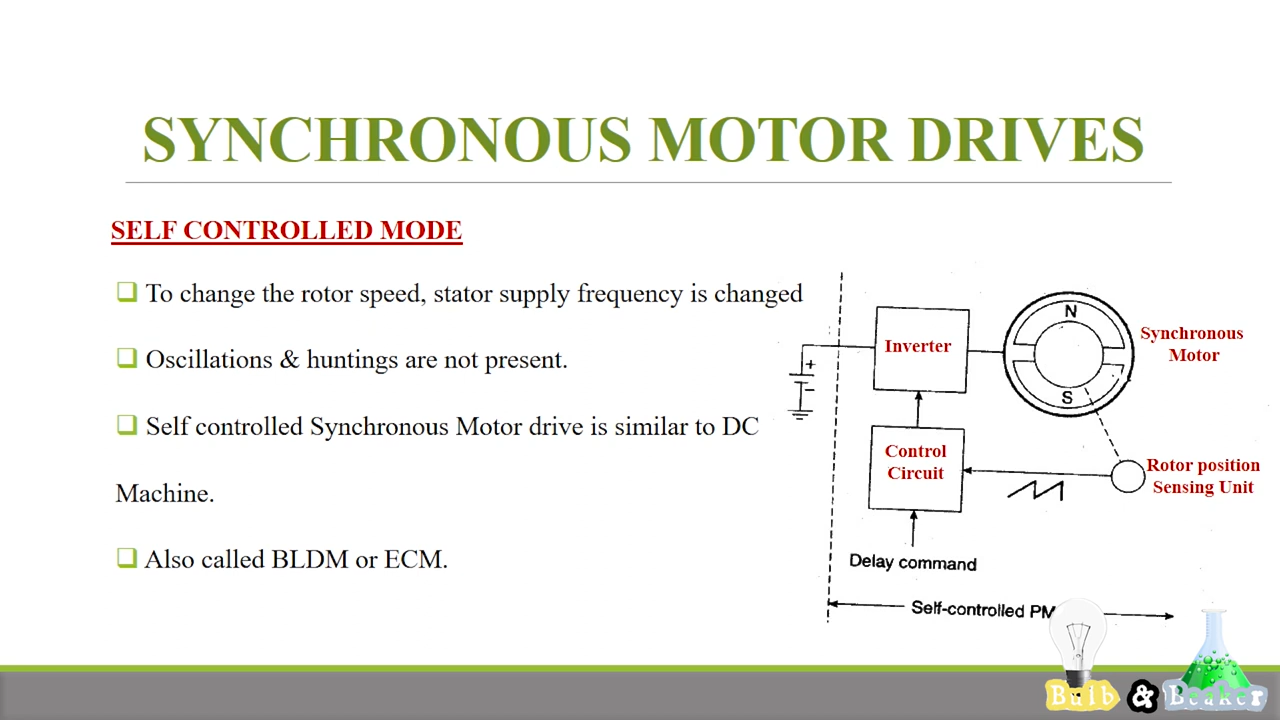 SYNCHRONOUS MOTOR DRIVES
SELF CONTROLLED MODE
To change the rotor speed, stator supply frequency is changed
Oscillations & huntings are not present.
Self controlled Synchronous Motor drive is similar to DC
Machine.
Also called BLDM or ECM.
N
S
Synchronous
Motor
Inverter
+
−
Control
Circuit
Rotor position
Sensing Unit
Delay command
Self-controlled PM
Bulb & Beaker